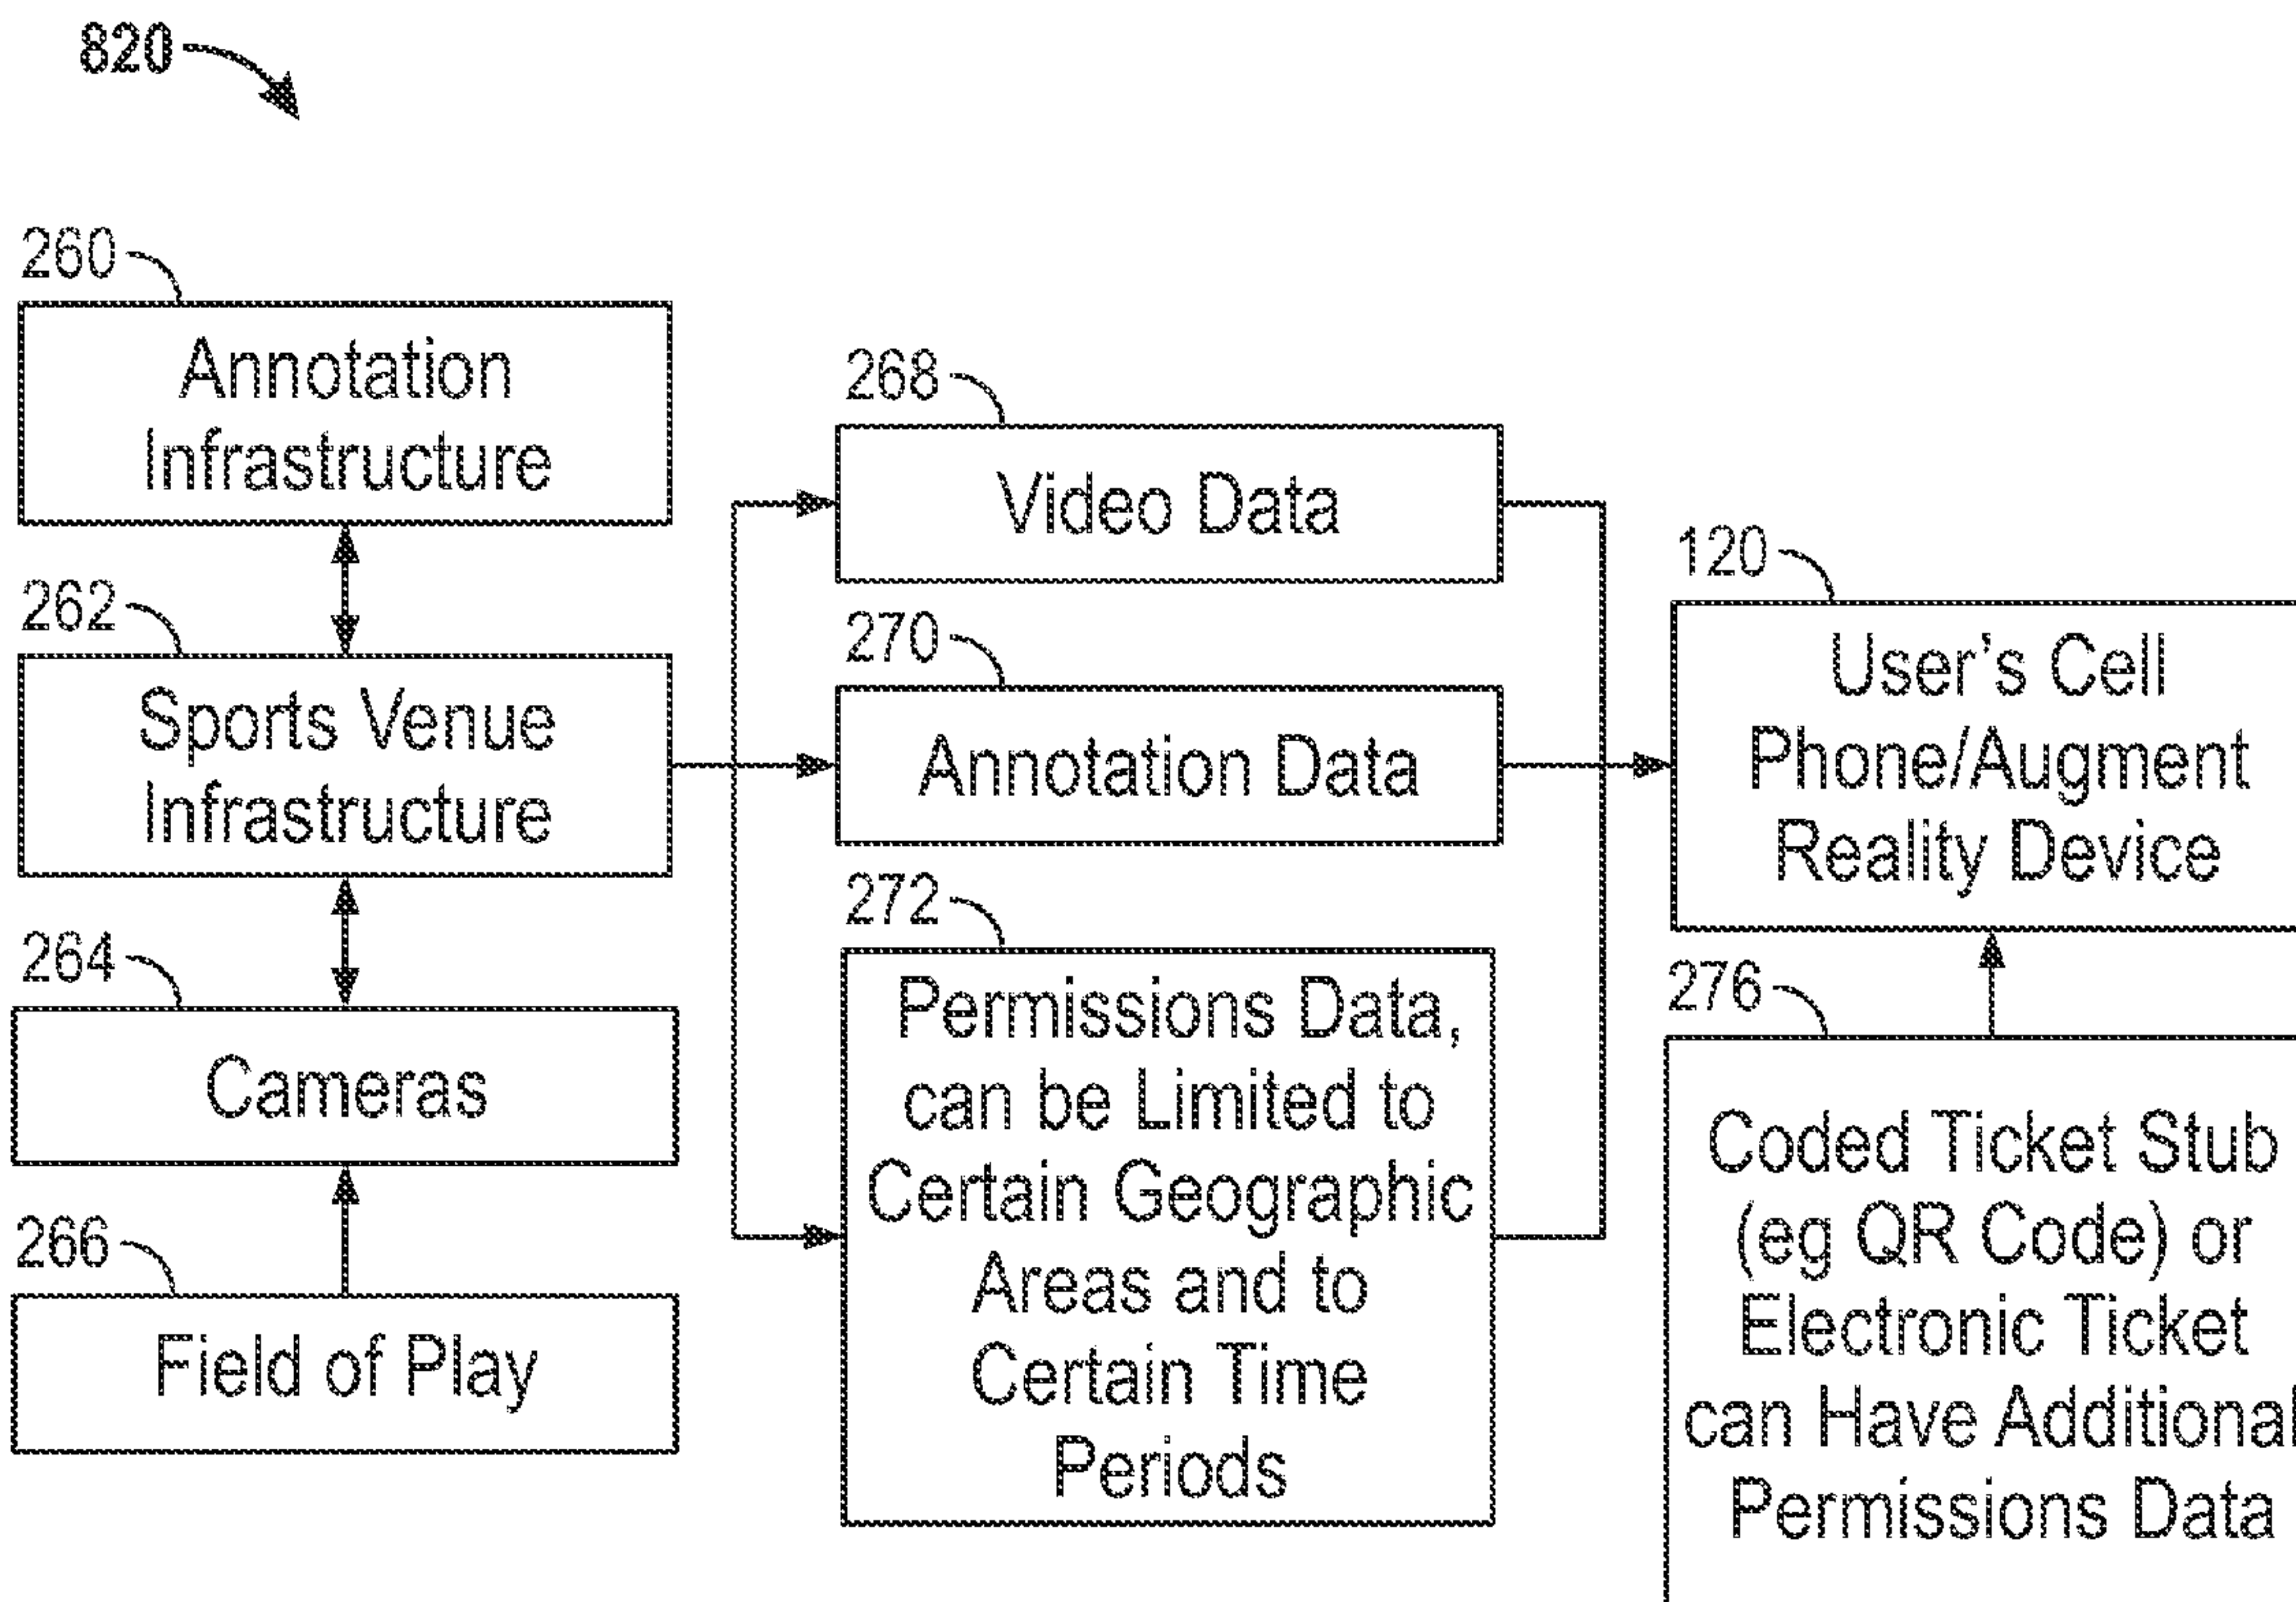 820
260
Annotation
Infrastructure
262
Sports Venue
Infrastructure
264
Cameras
266
Field of Play
268
Video Data
270
Annotation Data
272
Permissions Data,
can be Limited to
Certain Geographic
Areas and to
Certain Time
Periods
120
User's Cell
Phone/Augment
Reality Device
276
Coded Ticket Stub
(eg QR Code) or
Electronic Ticket
can Have Additional
Permissions Data